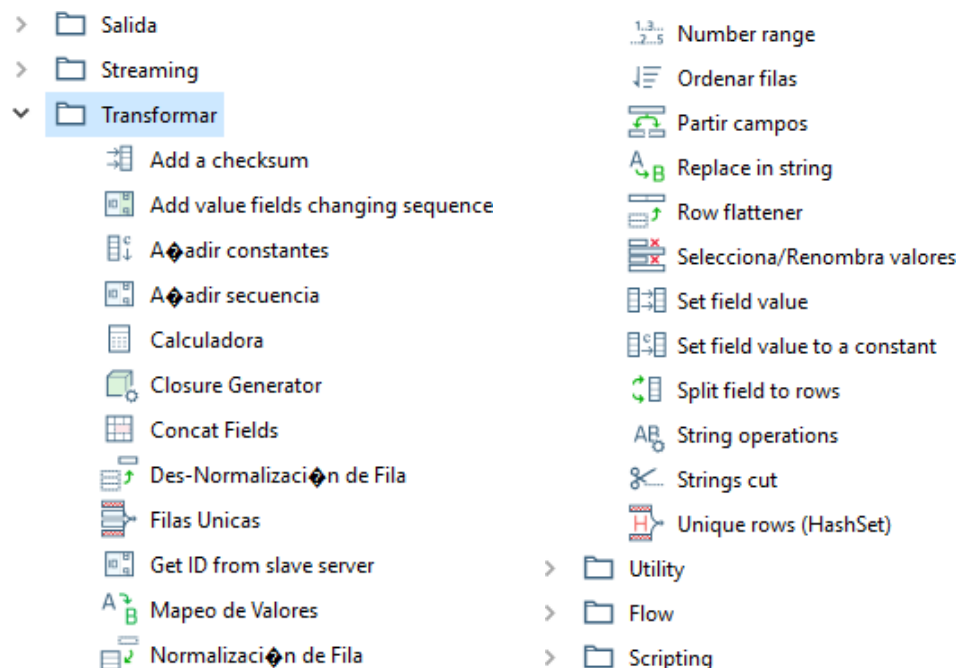 Salida
Streaming
Transformar
Add a checksum
Add value fields changing sequence
A�adir constantes
A�adir secuencia
Calculadora
Closure Generator
Concat Fields
Des-Normalizaci�n de Fila
Filas Unicas
Get ID from slave server
Mapeo de Valores
Normalizaci�n de Fila
Number range
Ordenar filas
Partir campos
Replace in string
Row flattener
Selecciona/Renombra valores
Set field value
Set field value to a constant
Split field to rows
String operations
Strings cut
Unique rows (HashSet)
Utility
Flow
Scripting